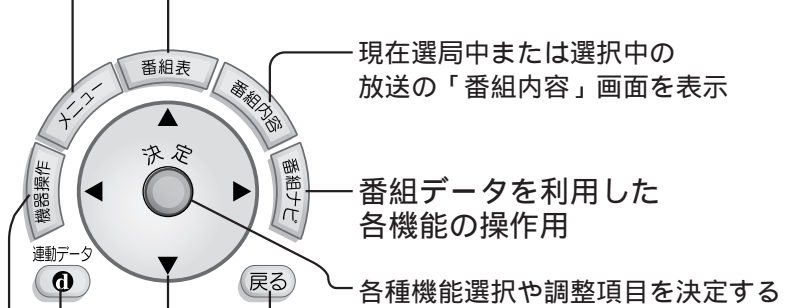 番組表
メニュー
番組内容
機器操作
決定
番組ナビ
連動データ
d
戻る
現在選局中または選択中の
放送の「番組内容」画面を表示
番組データを利用した
各機能の操作用
各種機能選択や調整項目を決定する